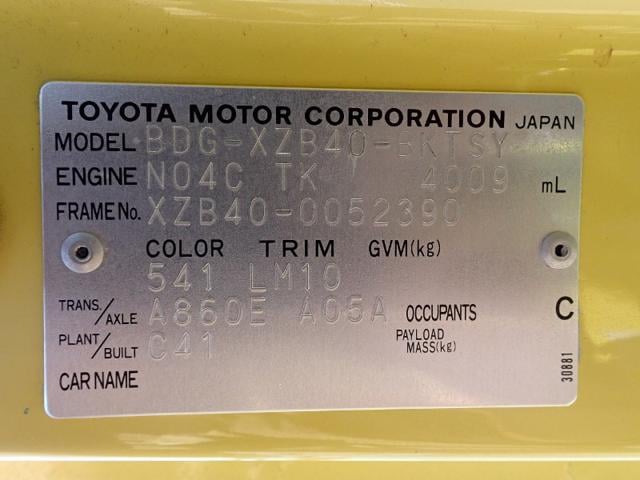 TOYOTA MOTOR CORPORATION JAPAN
MODEL BDG-XZB40-BKTSY
ENGINE N04C TK 4009 mL
FRAME No. XZB40-0052390
COLOR TRIM GVM(kg)
541 LM10
TRANS./AXLE A860E A05A OCCUPANTS C
PLANT/BUILT C41 PAYLOAD MASS(kg)
CAR NAME
30881